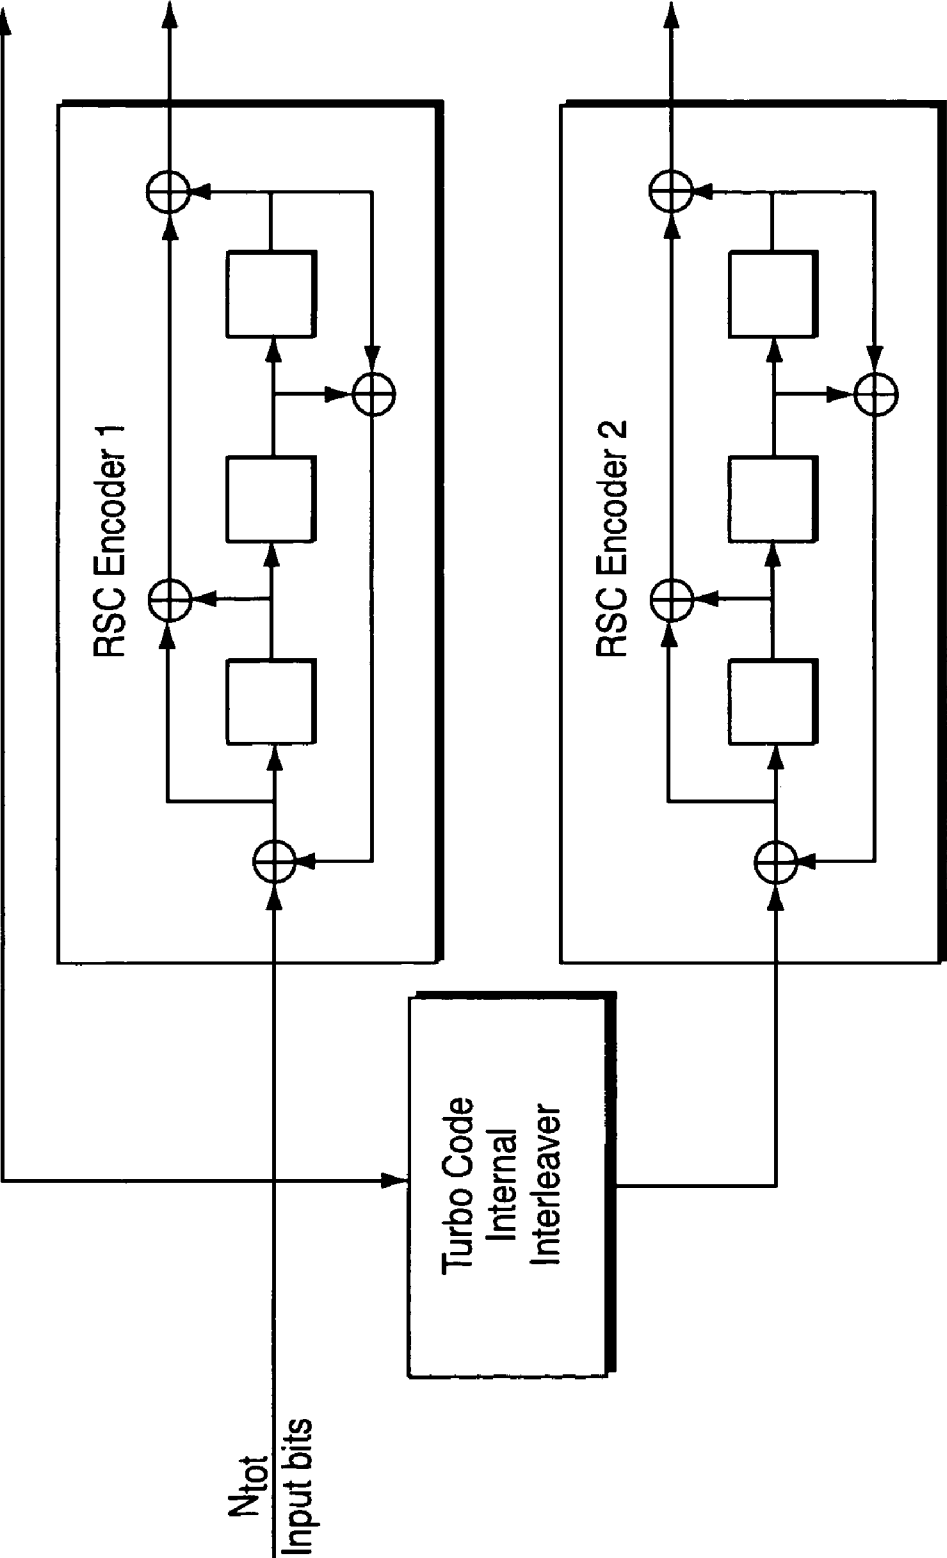 N_tot
Input bits
Turbo Code
Internal
Interleaver
RSC Encoder 1
RSC Encoder 2